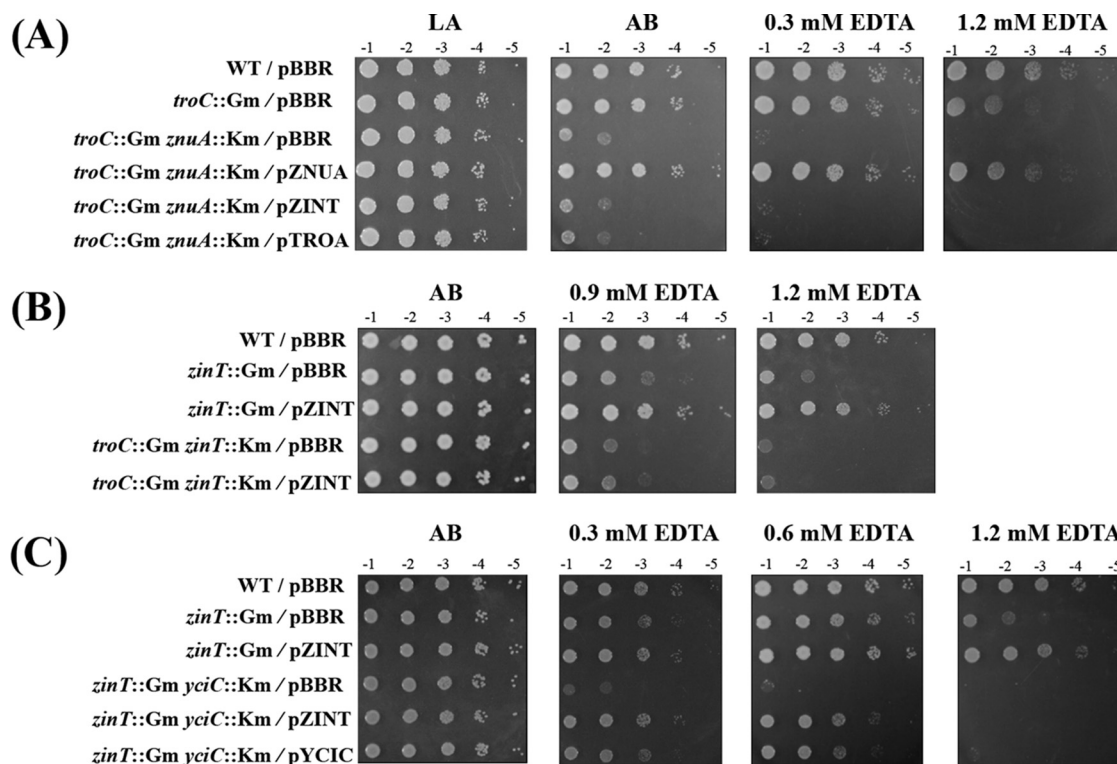 (A)
LA AB 0.3 mM EDTA 1.2 mM EDTA
-1 -2 -3 -4 -5 -1 -2 -3 -4 -5 -1 -2 -3 -4 -5 -1 -2 -3 -4 -5
WT / pBBR
troC::Gm / pBBR
troC::Gm znuA::Km / pBBR
troC::Gm znuA::Km / pZNUA
troC::Gm znuA::Km / pZINT
troC::Gm znuA::Km / pTROA
(B)
AB 0.9 mM EDTA 1.2 mM EDTA
-1 -2 -3 -4 -5 -1 -2 -3 -4 -5 -1 -2 -3 -4 -5
WT / pBBR
zinT::Gm / pBBR
zinT::Gm / pZINT
troC::Gm zinT::Km / pBBR
troC::Gm zinT::Km / pZINT
(C)
AB 0.3 mM EDTA 0.6 mM EDTA 1.2 mM EDTA
-1 -2 -3 -4 -5 -1 -2 -3 -4 -5 -1 -2 -3 -4 -5 -1 -2 -3 -4 -5
WT / pBBR
zinT::Gm / pBBR
zinT::Gm / pZINT
zinT::Gm yciC::Km / pBBR
zinT::Gm yciC::Km / pZINT
zinT::Gm yciC::Km / pYCIC